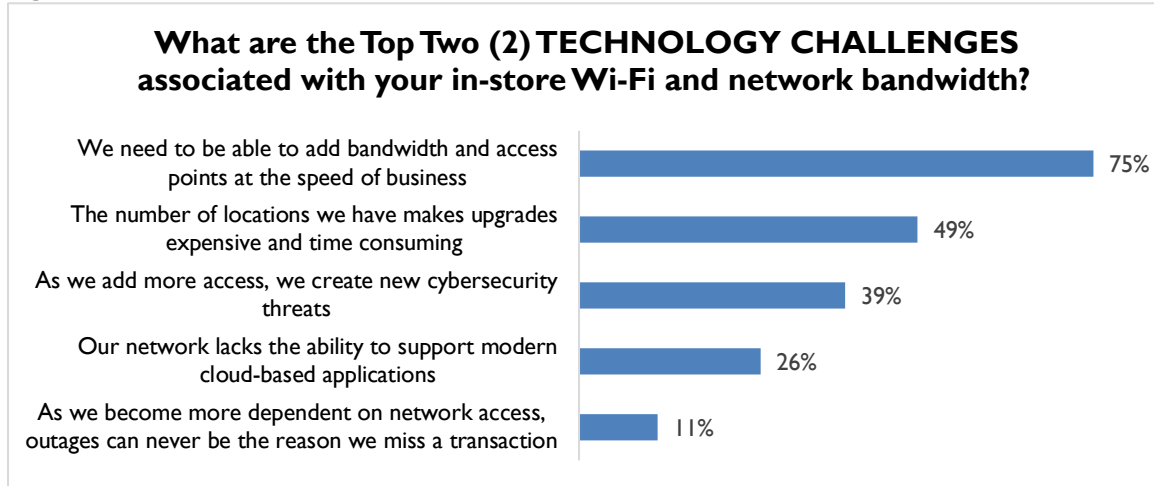 What are the Top Two (2) TECHNOLOGY CHALLENGES
associated with your in-store Wi-Fi and network bandwidth?
We need to be able to add bandwidth and access
points at the speed of business
75%
The number of locations we have makes upgrades
expensive and time consuming
49%
As we add more access, we create new cybersecurity
threats
39%
Our network lacks the ability to support modern
cloud-based applications
26%
As we become more dependent on network access,
outages can never be the reason we miss a transaction
11%